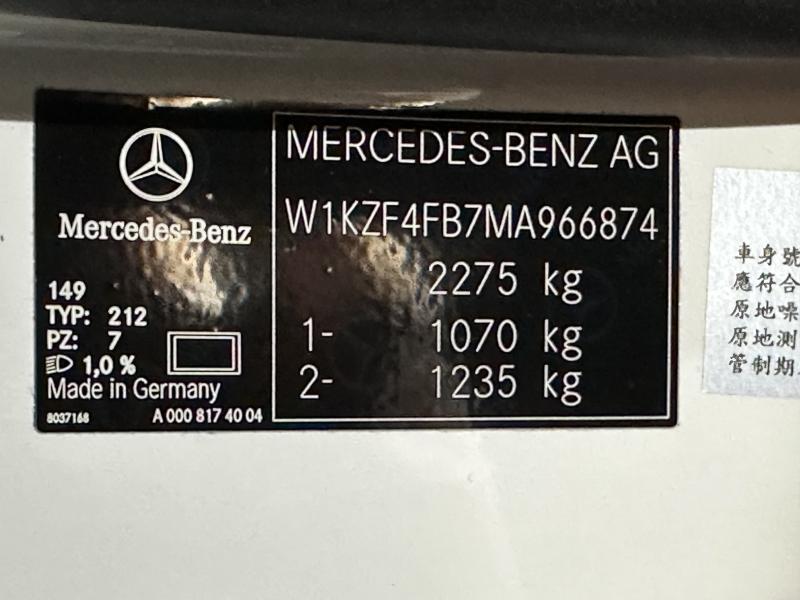 Mercedes-Benz
149
TYP: 212
PZ: 7
1,0 %
Made in Germany
8037168 A 000 817 40 04
MERCEDES-BENZ AG
W1KZF4FB7MA966874
2275 kg
1- 1070 kg
2- 1235 kg
車身號
應符合
原地噪
原地測
管制期